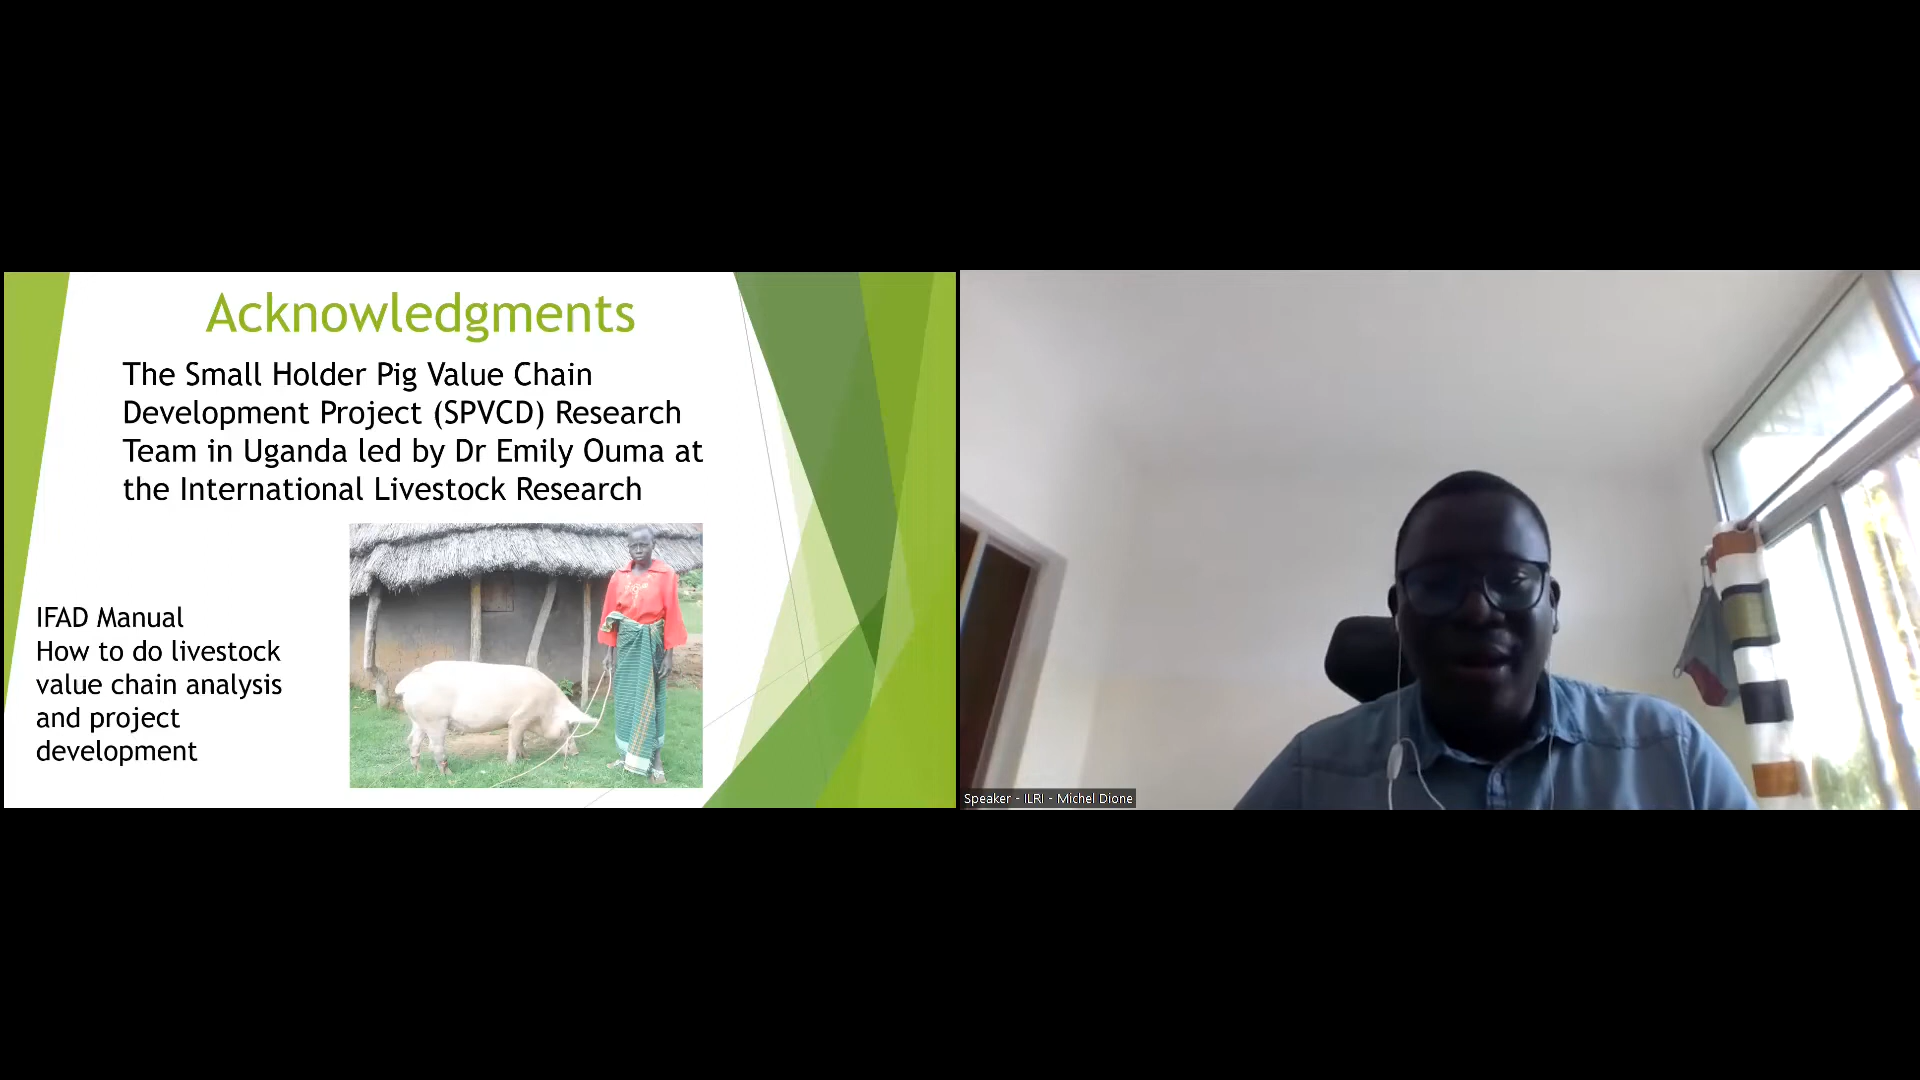 Acknowledgments
The Small Holder Pig Value Chain
Development Project (SPVCD) Research
Team in Uganda led by Dr Emily Ouma at
the International Livestock Research
IFAD Manual
How to do livestock
value chain analysis
and project
development
Speaker - ILRI - Michel Dione